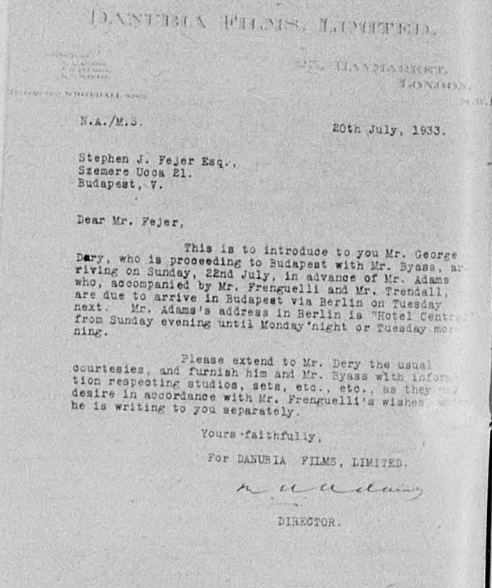 DANUBIA FILMS, LIMITED.
HAYMARKET,
LONDON,
N.A./M.S.
20th July, 1933.
Stephen J. Fejer Esq.,
Szemere Ucca 21.
Budapest, V.
Dear Mr. Fejer,
This is to introduce to you Mr. George
Dary, who is proceeding to Budapest with Mr. Byass, ar
riving on Sunday, 22nd July, in advance of Mr. Adams
who, accompanied by Mr. Frenguelli and Mr. Trendall,
are due to arrive in Budapest via Berlin on Tuesday
next. Mr. Adams's address in Berlin is "Hotel Centra
from Sunday evening until Monday night or Tuesday mor
ning.
Please extend to Mr. Dery the usual
courtesies, and furnish him and Mr. Byass with infor
tion respecting studios, sets, etc., etc., as they may
desire in accordance with Mr. Frenguelli's wishes
he is writing to you separately.
Yours faithfully,
For DANUBIA FILMS, LIMITED.
DIRECTOR.